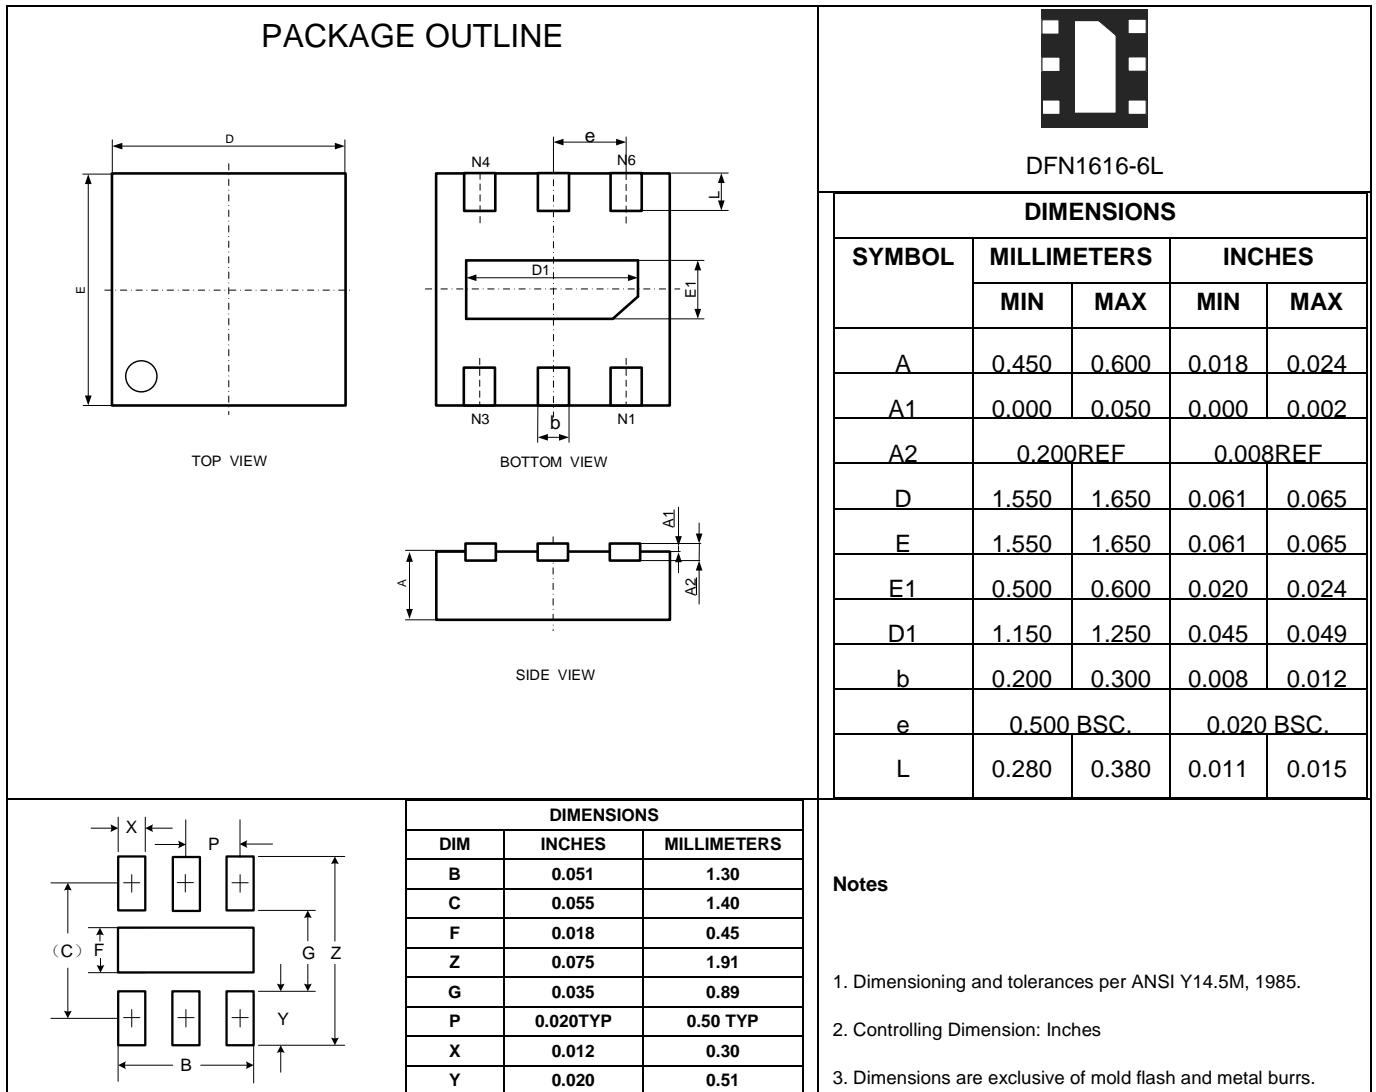 PACKAGE OUTLINE
D
E
TOP VIEW
e
N4
N6
L
D1
E1
N3
b
N1
BOTTOM VIEW
A1
A
A2
SIDE VIEW
DFN1616-6L
DIMENSIONS
SYMBOL MILLIMETERS INCHES
MIN MAX MIN MAX
A 0.450 0.600 0.018 0.024
A1 0.000 0.050 0.000 0.002
A2 0.200REF 0.008REF
D 1.550 1.650 0.061 0.065
E 1.550 1.650 0.061 0.065
E1 0.500 0.600 0.020 0.024
D1 1.150 1.250 0.045 0.049
b 0.200 0.300 0.008 0.012
e 0.500 BSC. 0.020 BSC.
L 0.280 0.380 0.011 0.015
X
P
(C)
F
G
Z
Y
B
DIMENSIONS
DIM INCHES MILLIMETERS
B 0.051 1.30
C 0.055 1.40
F 0.018 0.45
Z 0.075 1.91
G 0.035 0.89
P 0.020TYP 0.50 TYP
X 0.012 0.30
Y 0.020 0.51
Notes
1. Dimensioning and tolerances per ANSI Y14.5M, 1985.
2. Controlling Dimension: Inches
3. Dimensions are exclusive of mold flash and metal burrs.